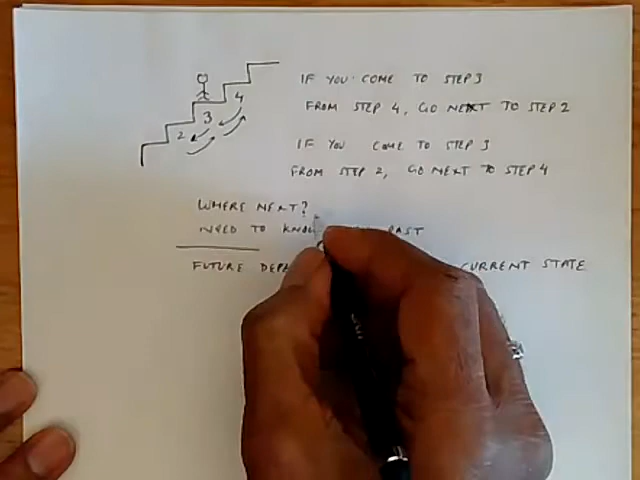 4
3
2
IF YOU COME TO STEP 3
FROM STEP 4, GO NEXT TO STEP 2
IF YOU COME TO STEP 3
FROM STEP 2, GO NEXT TO STEP 4
WHERE NEXT?
NEED TO PAST
FUTURE CURRENT STATE